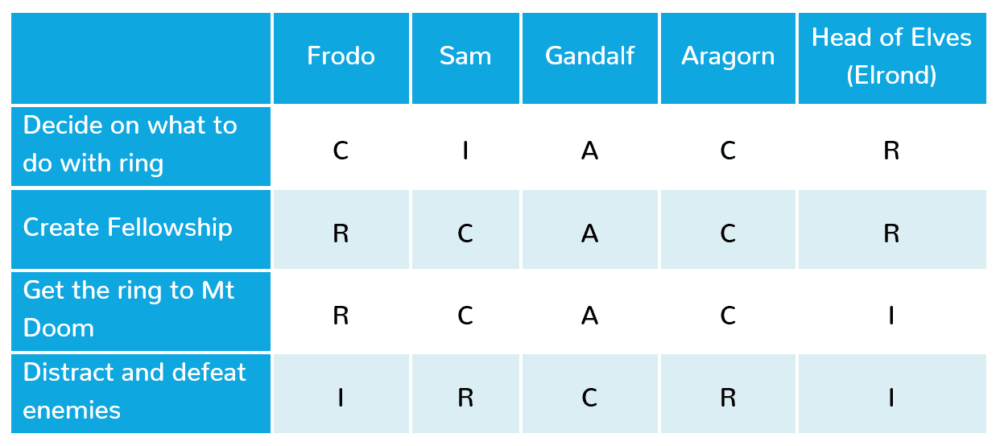 Frodo Sam Gandalf Aragorn Head of Elves
(Elrond)
Decide on what to
do with ring C I A C R
Create Fellowship R C A C R
Get the ring to Mt
Doom R C A C I
Distract and defeat
enemies I R C R I